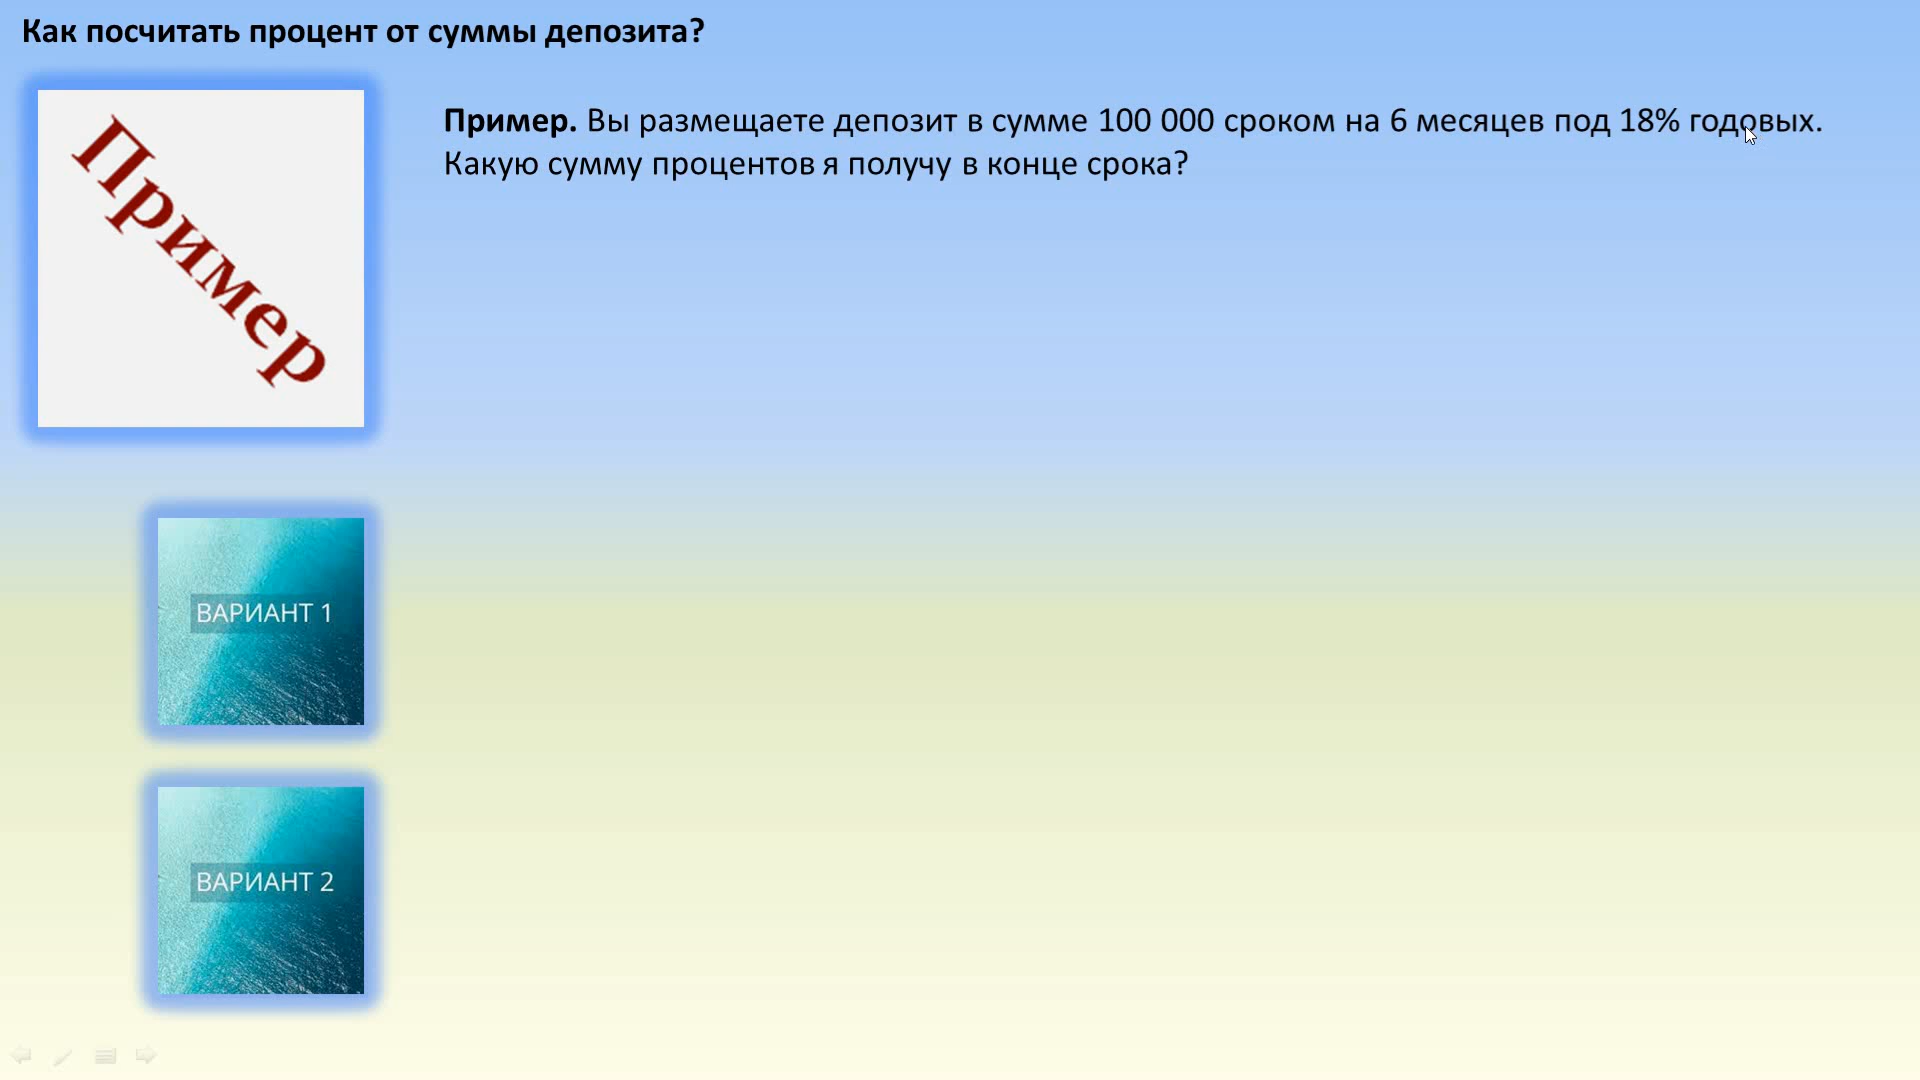 Как посчитать процент от суммы депозита?
Пример
Пример. Вы размещаете депозит в сумме 100 000 сроком на 6 месяцев под 18% годовых.
Какую сумму процентов я получу в конце срока?
ВАРИАНТ 1
ВАРИАНТ 2